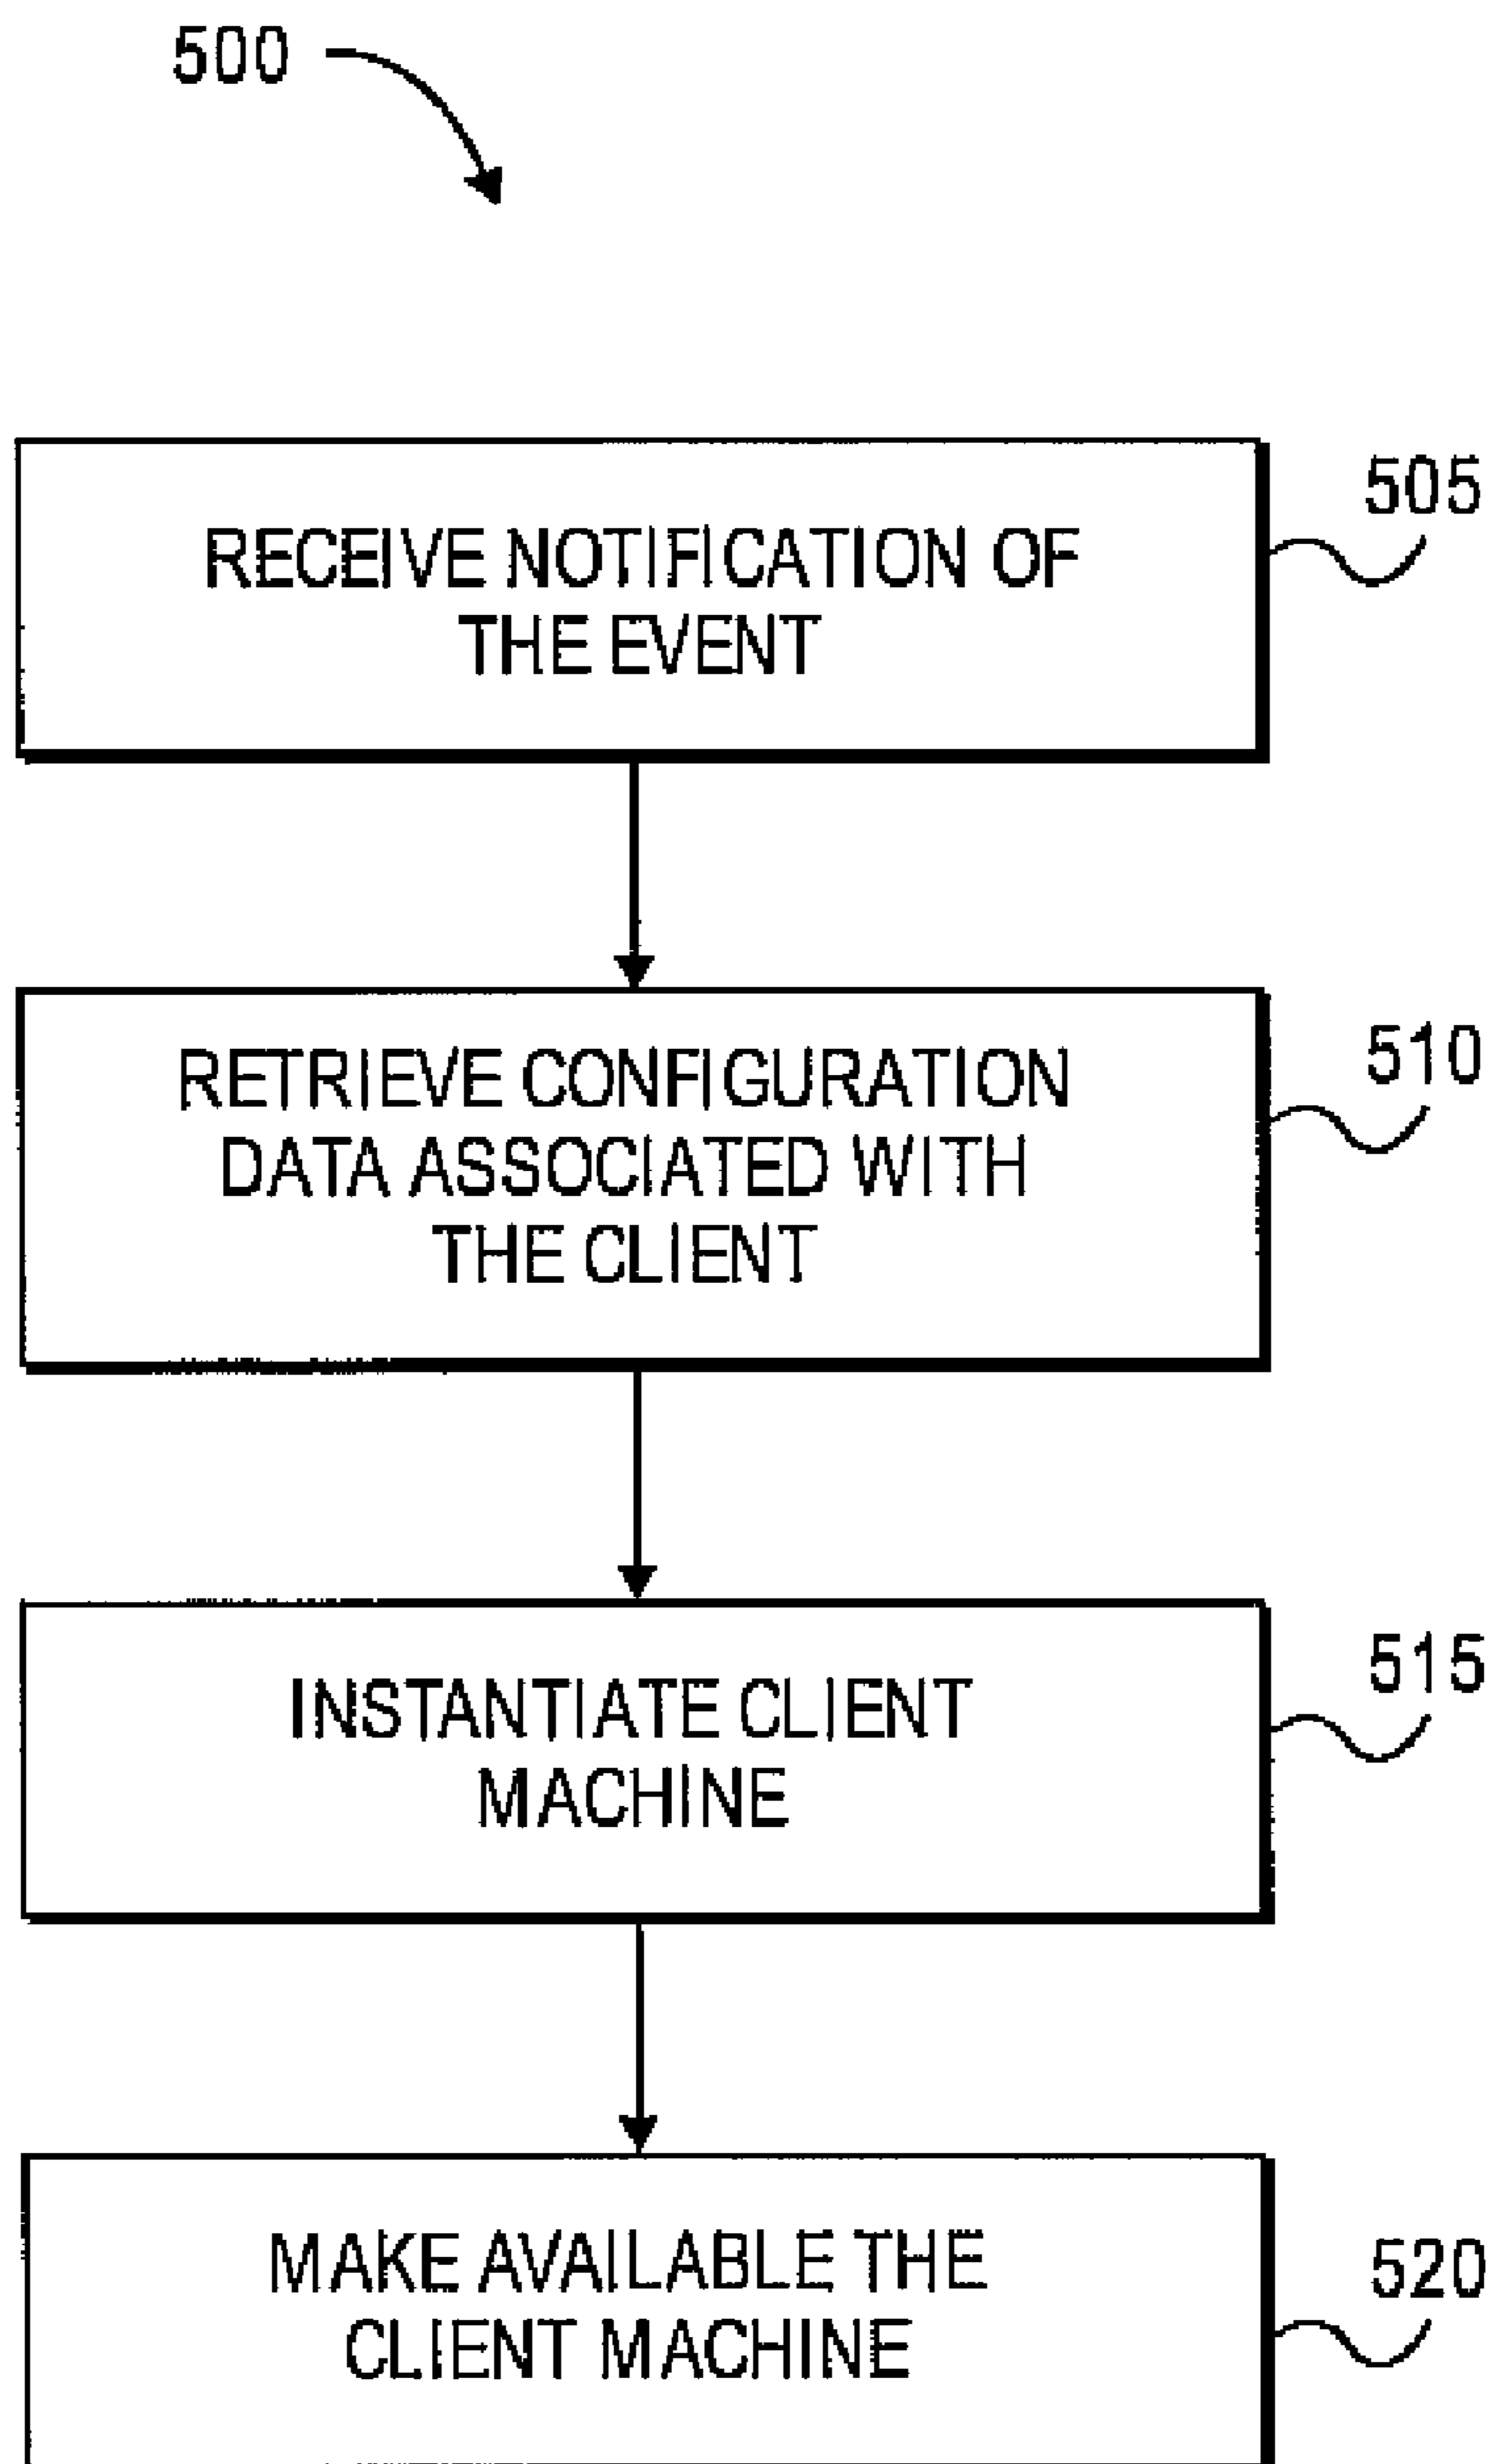 500
RECEIVE NOTIFICATION OF
THE EVENT
505
RETRIEVE CONFIGURATION
DATA ASSOCIATED WITH
THE CLIENT
510
INSTANTIATE CLIENT
MACHINE
515
MAKE AVAILABLE THE
CLIENT MACHINE
520